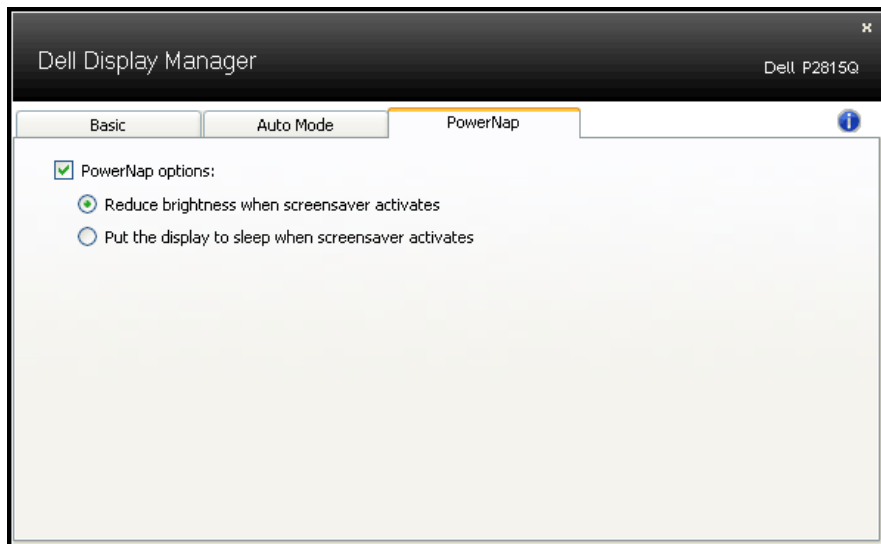 Dell Display Manager
Dell P2815Q
Basic Auto Mode PowerNap
PowerNap options:
Reduce brightness when screensaver activates
Put the display to sleep when screensaver activates